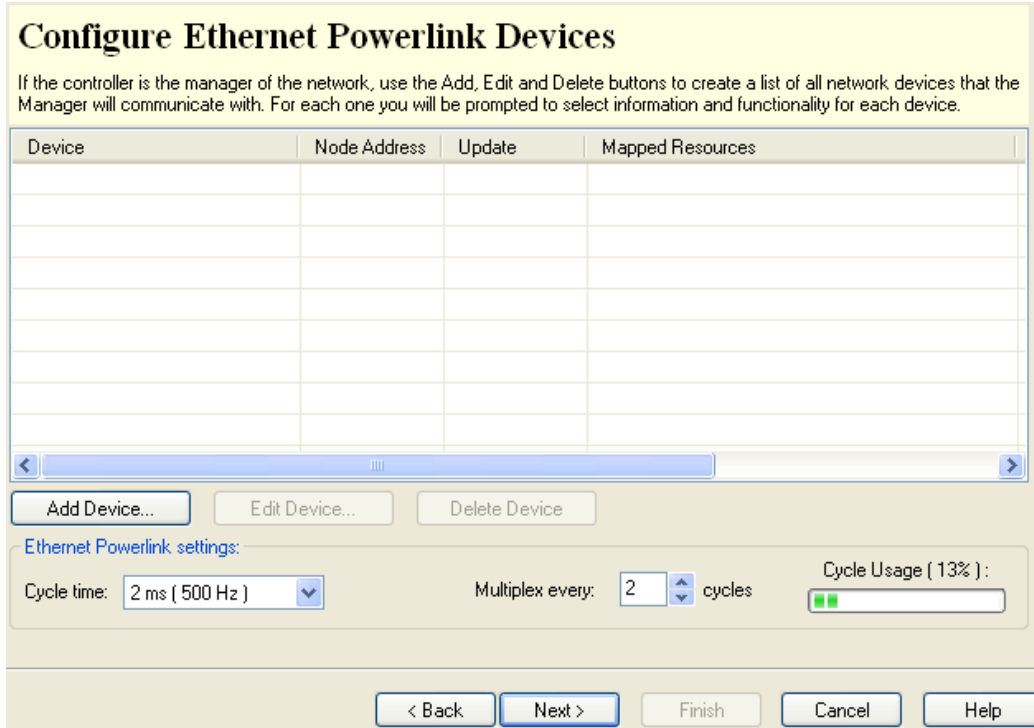 Configure Ethernet Powerlink Devices
If the controller is the manager of the network, use the Add, Edit and Delete buttons to create a list of all network devices that the
Manager will communicate with. For each one you will be prompted to select information and functionality for each device.
Device Node Address Update Mapped Resources
Add Device... Edit Device... Delete Device
Ethernet Powerlink settings:
Cycle Usage ( 13% ) :
Cycle time: 2 ms ( 500 Hz ) Multiplex every: 2 cycles
< Back Next > Finish Cancel Help